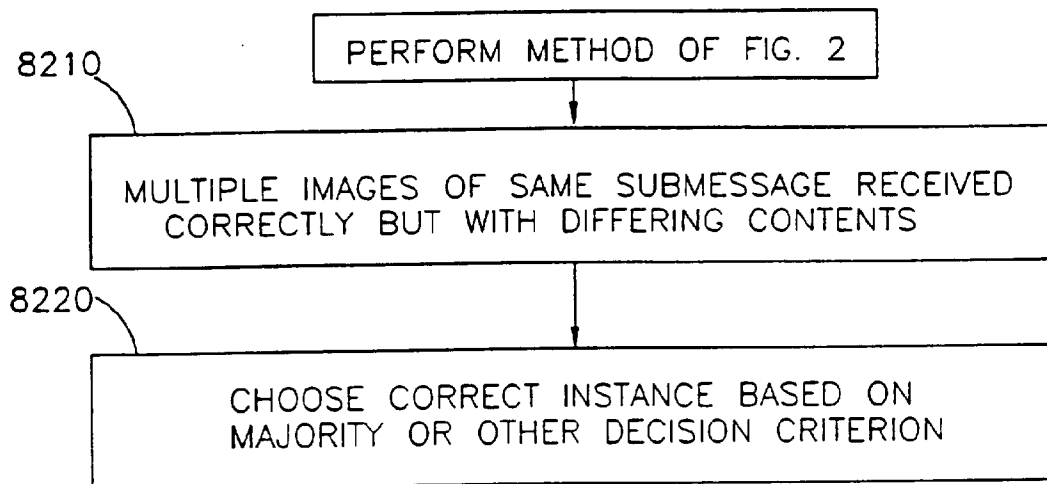 PERFORM METHOD OF FIG. 2
8210
MULTIPLE IMAGES OF SAME SUBMESSAGE RECEIVED
CORRECTLY BUT WITH DIFFERING CONTENTS
8220
CHOOSE CORRECT INSTANCE BASED ON
MAJORITY OR OTHER DECISION CRITERION